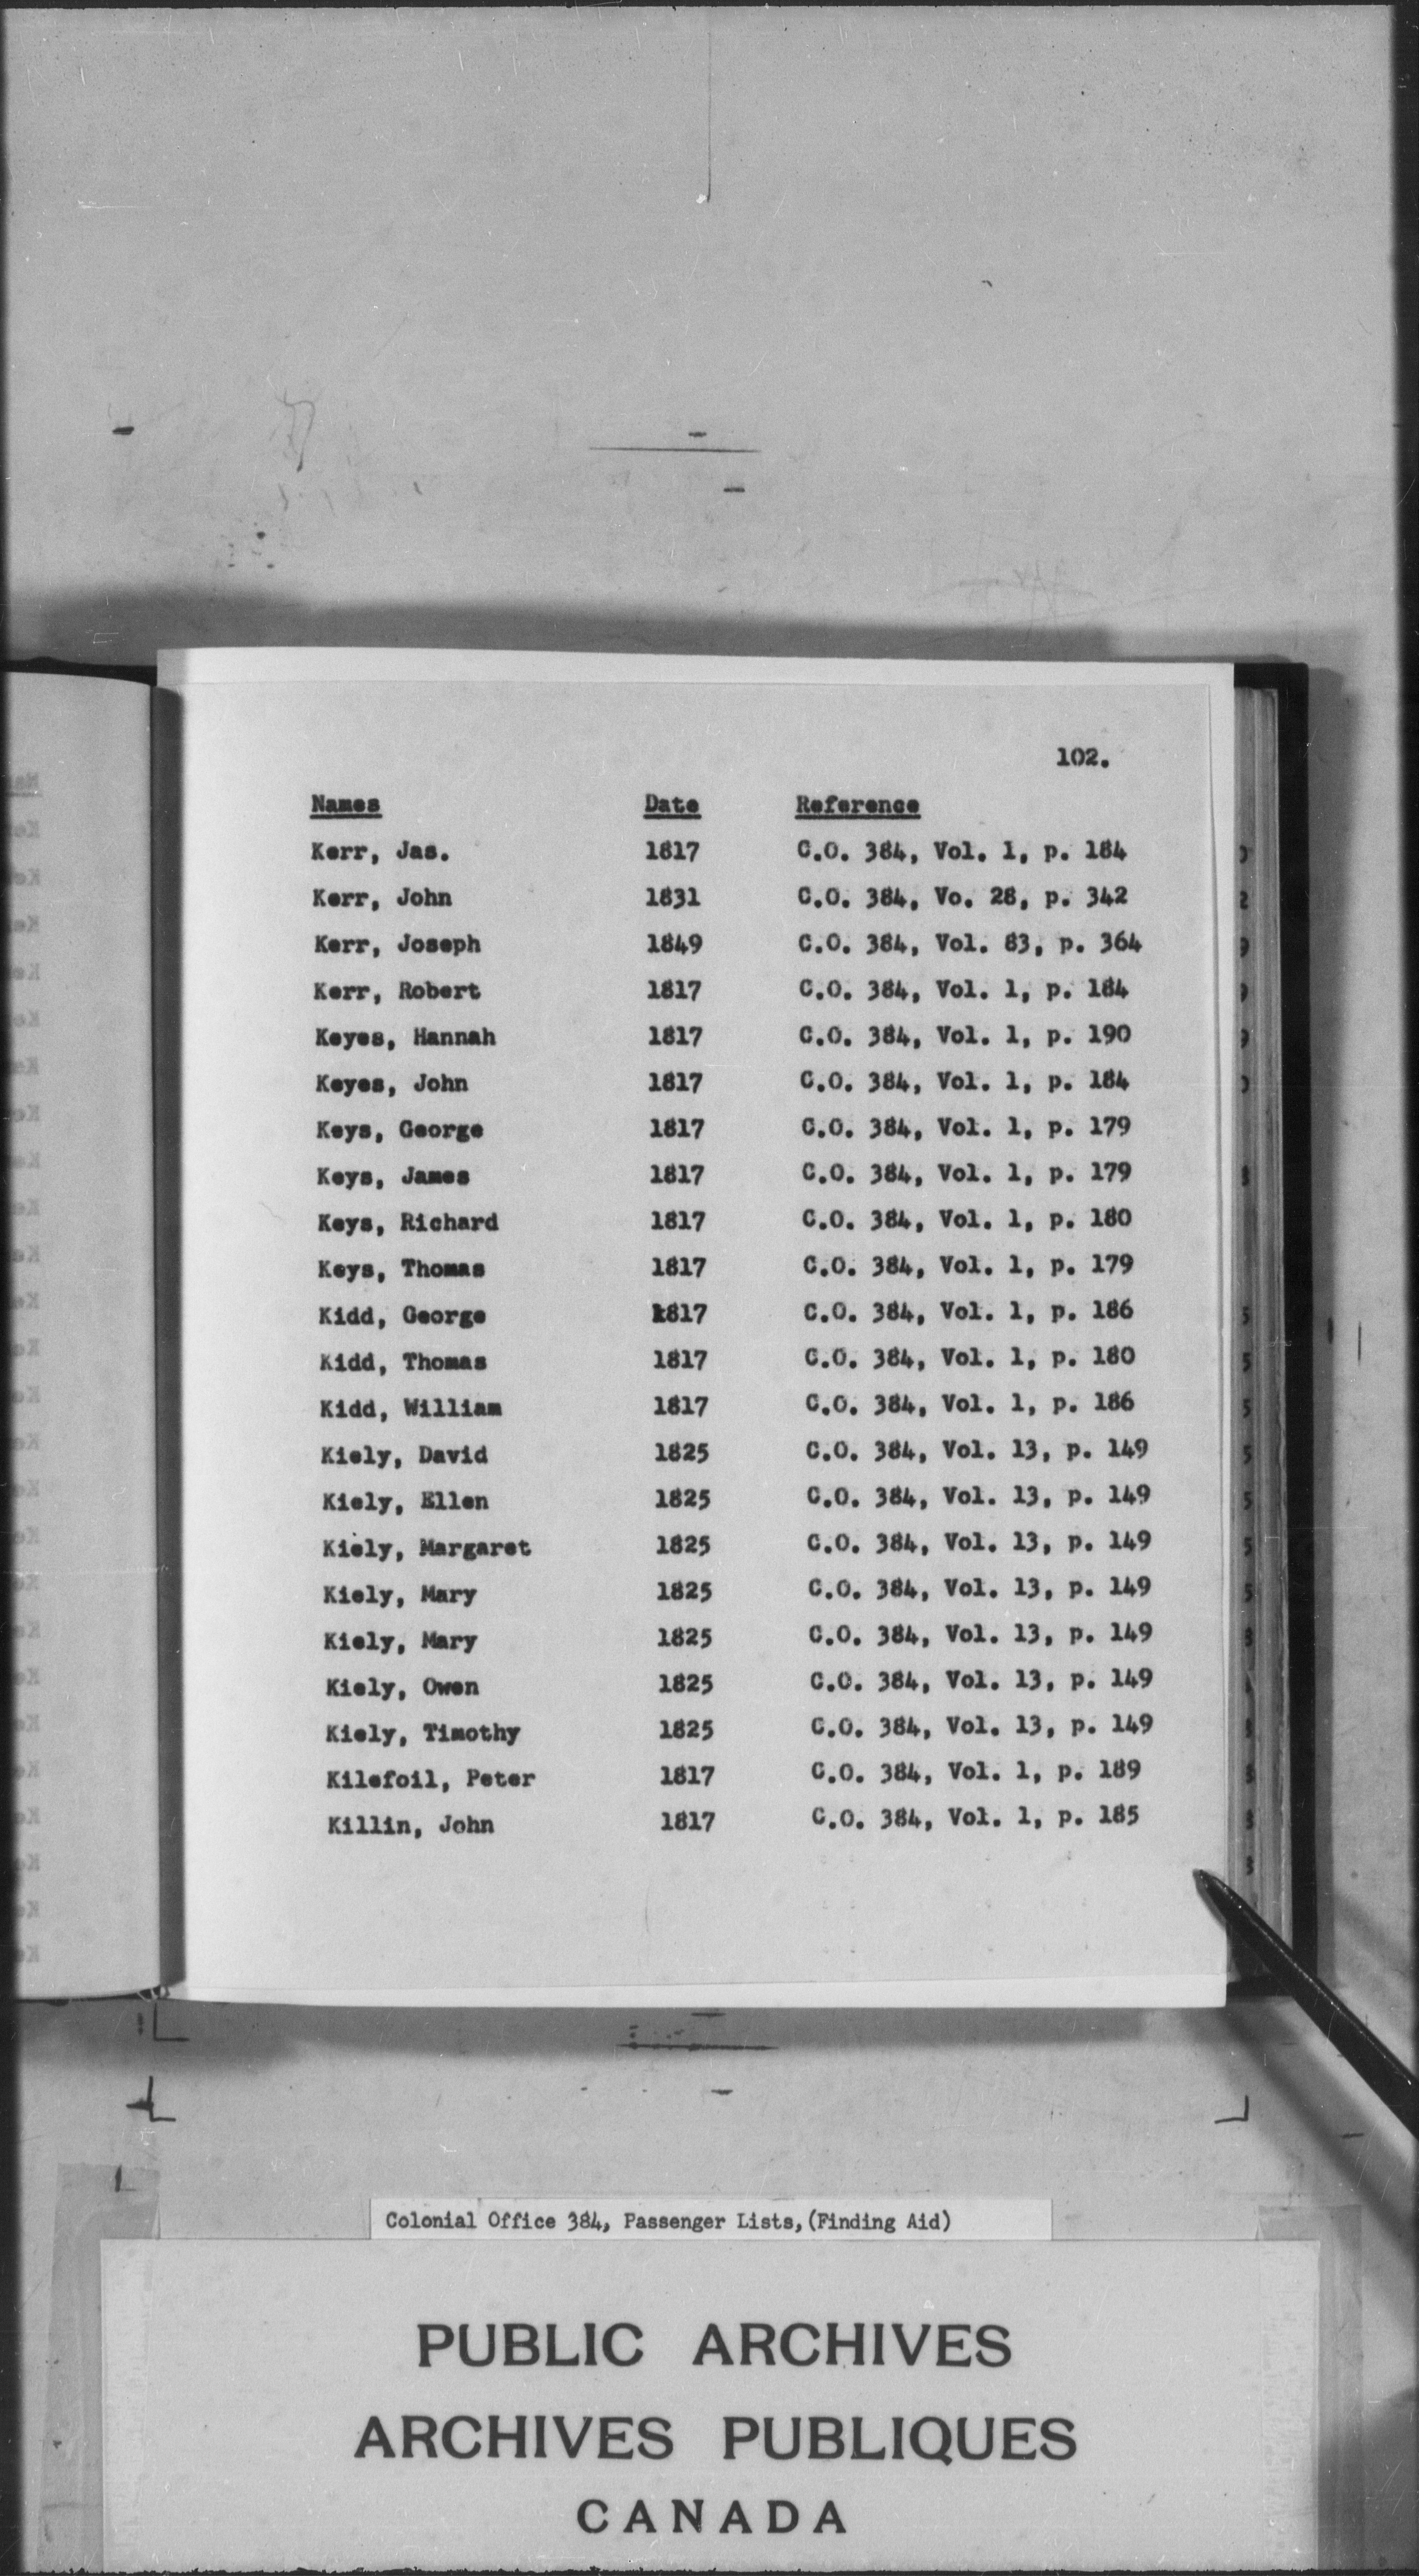 102.
Names Date Reference
Kerr, Jas. 1817 C.O. 384, Vol. 1, p. 184
Kerr, John 1831 C.O. 384, Vo. 28, p. 342
Kerr, Joseph 1849 C.O. 384, Vol. 83, p. 364
Kerr, Robert 1817 C.O. 384, Vol. 1, p. 184
Keyes, Hannah 1817 C.O. 384, Vol. 1, p. 190
Keyes, John 1817 C.O. 384, Vol. 1, p. 184
Keys, George 1817 C.O. 384, Vol. 1, p. 179
Keys, James 1817 C.O. 384, Vol. 1, p. 179
Keys, Richard 1817 C.O. 384, Vol. 1, p. 180
Keys, Thomas 1817 C.O. 384, Vol. 1, p. 179
Kidd, George 1817 C.O. 384, Vol. 1, p. 186
Kidd, Thomas 1817 C.O. 384, Vol. 1, p. 180
Kidd, William 1817 C.O. 384, Vol. 1, p. 186
Kiely, David 1825 C.O. 384, Vol. 13, p. 149
Kiely, Ellen 1825 C.O. 384, Vol. 13, p. 149
Kiely, Margaret 1825 C.O. 384, Vol. 13, p. 149
Kiely, Mary 1825 C.O. 384, Vol. 13, p. 149
Kiely, Mary 1825 C.O. 384, Vol. 13, p. 149
Kiely, Owen 1825 C.O. 384, Vol. 13, p. 149
Kiely, Timothy 1825 C.O. 384, Vol. 13, p. 149
Kilefoil, Peter 1817 C.O. 384, Vol. 1, p. 189
Killin, John 1817 C.O. 384, Vol. 1, p. 185
Colonial Office 384, Passenger Lists, (Finding Aid)
PUBLIC ARCHIVES
ARCHIVES PUBLIQUES
CANADA